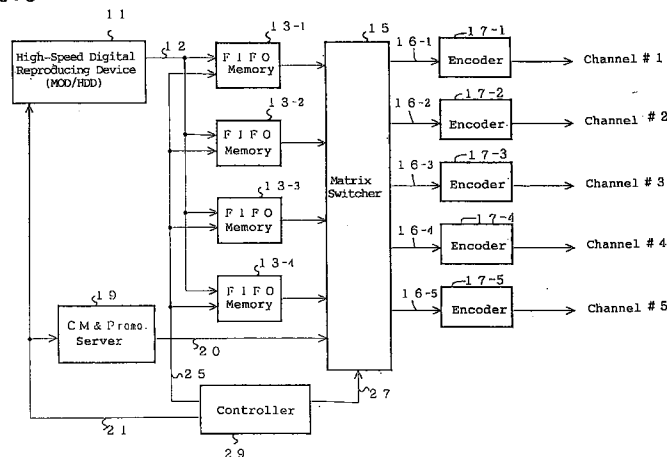 11
High-Speed Digital
Reproducing Device
(MOD/HDD)
12
13-1
FIFO
Memory
13-2
FIFO
Memory
13-3
FIFO
Memory
13-4
FIFO
Memory
15
Matrix
Switcher
16-1
17-1
Encoder
Channel #1
16-2
17-2
Encoder
Channel #2
16-3
17-3
Encoder
Channel #3
16-4
17-4
Encoder
Channel #4
16-5
17-5
Encoder
Channel #5
19
CM & Promo.
Server
20
25
27
Controller
21
29